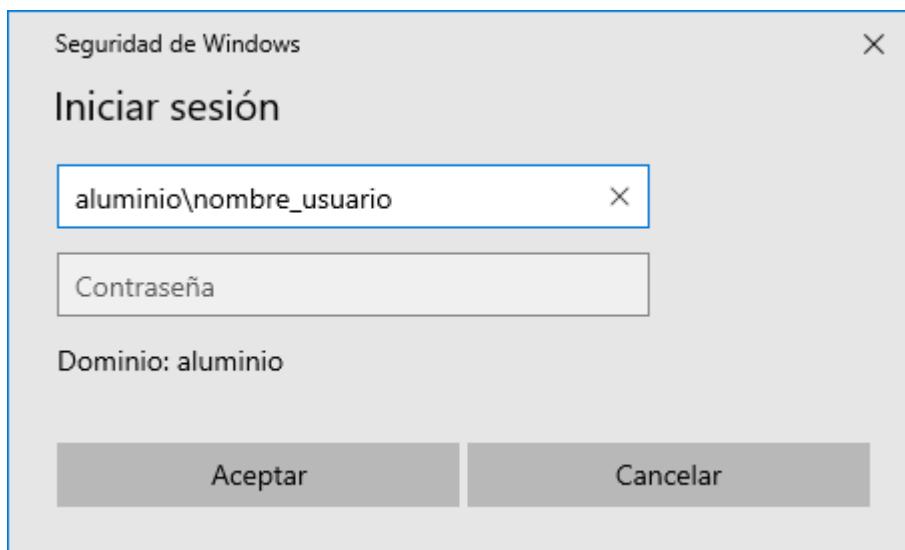 Seguridad de Windows
Iniciar sesión
aluminio\nombre_usuario
Contraseña
Dominio: aluminio
Aceptar Cancelar